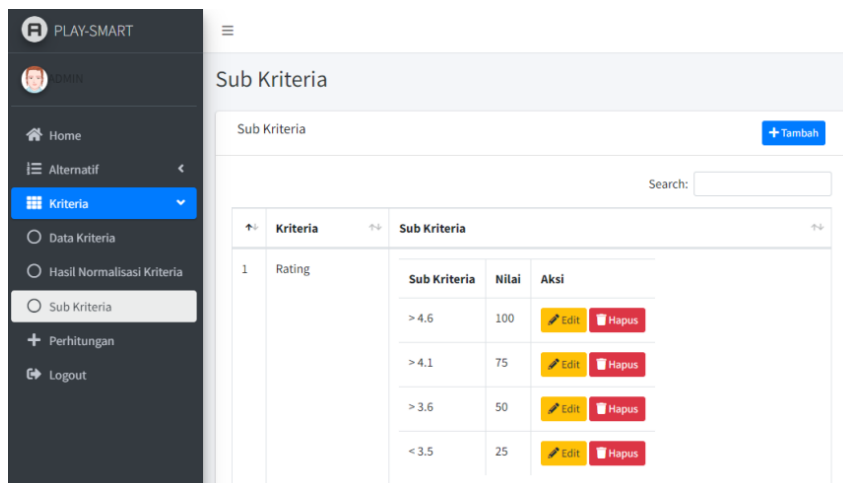 PLAY-SMART
ADMIN
Home
Alternatif
Kriteria
Data Kriteria
Hasil Normalisasi Kriteria
Sub Kriteria
Perhitungan
Logout
Sub Kriteria
Sub Kriteria
Tambah
Search:
Kriteria Sub Kriteria
1 Rating
Sub Kriteria Nilai Aksi
> 4.6 100 Edit Hapus
> 4.1 75 Edit Hapus
> 3.6 50 Edit Hapus
< 3.5 25 Edit Hapus